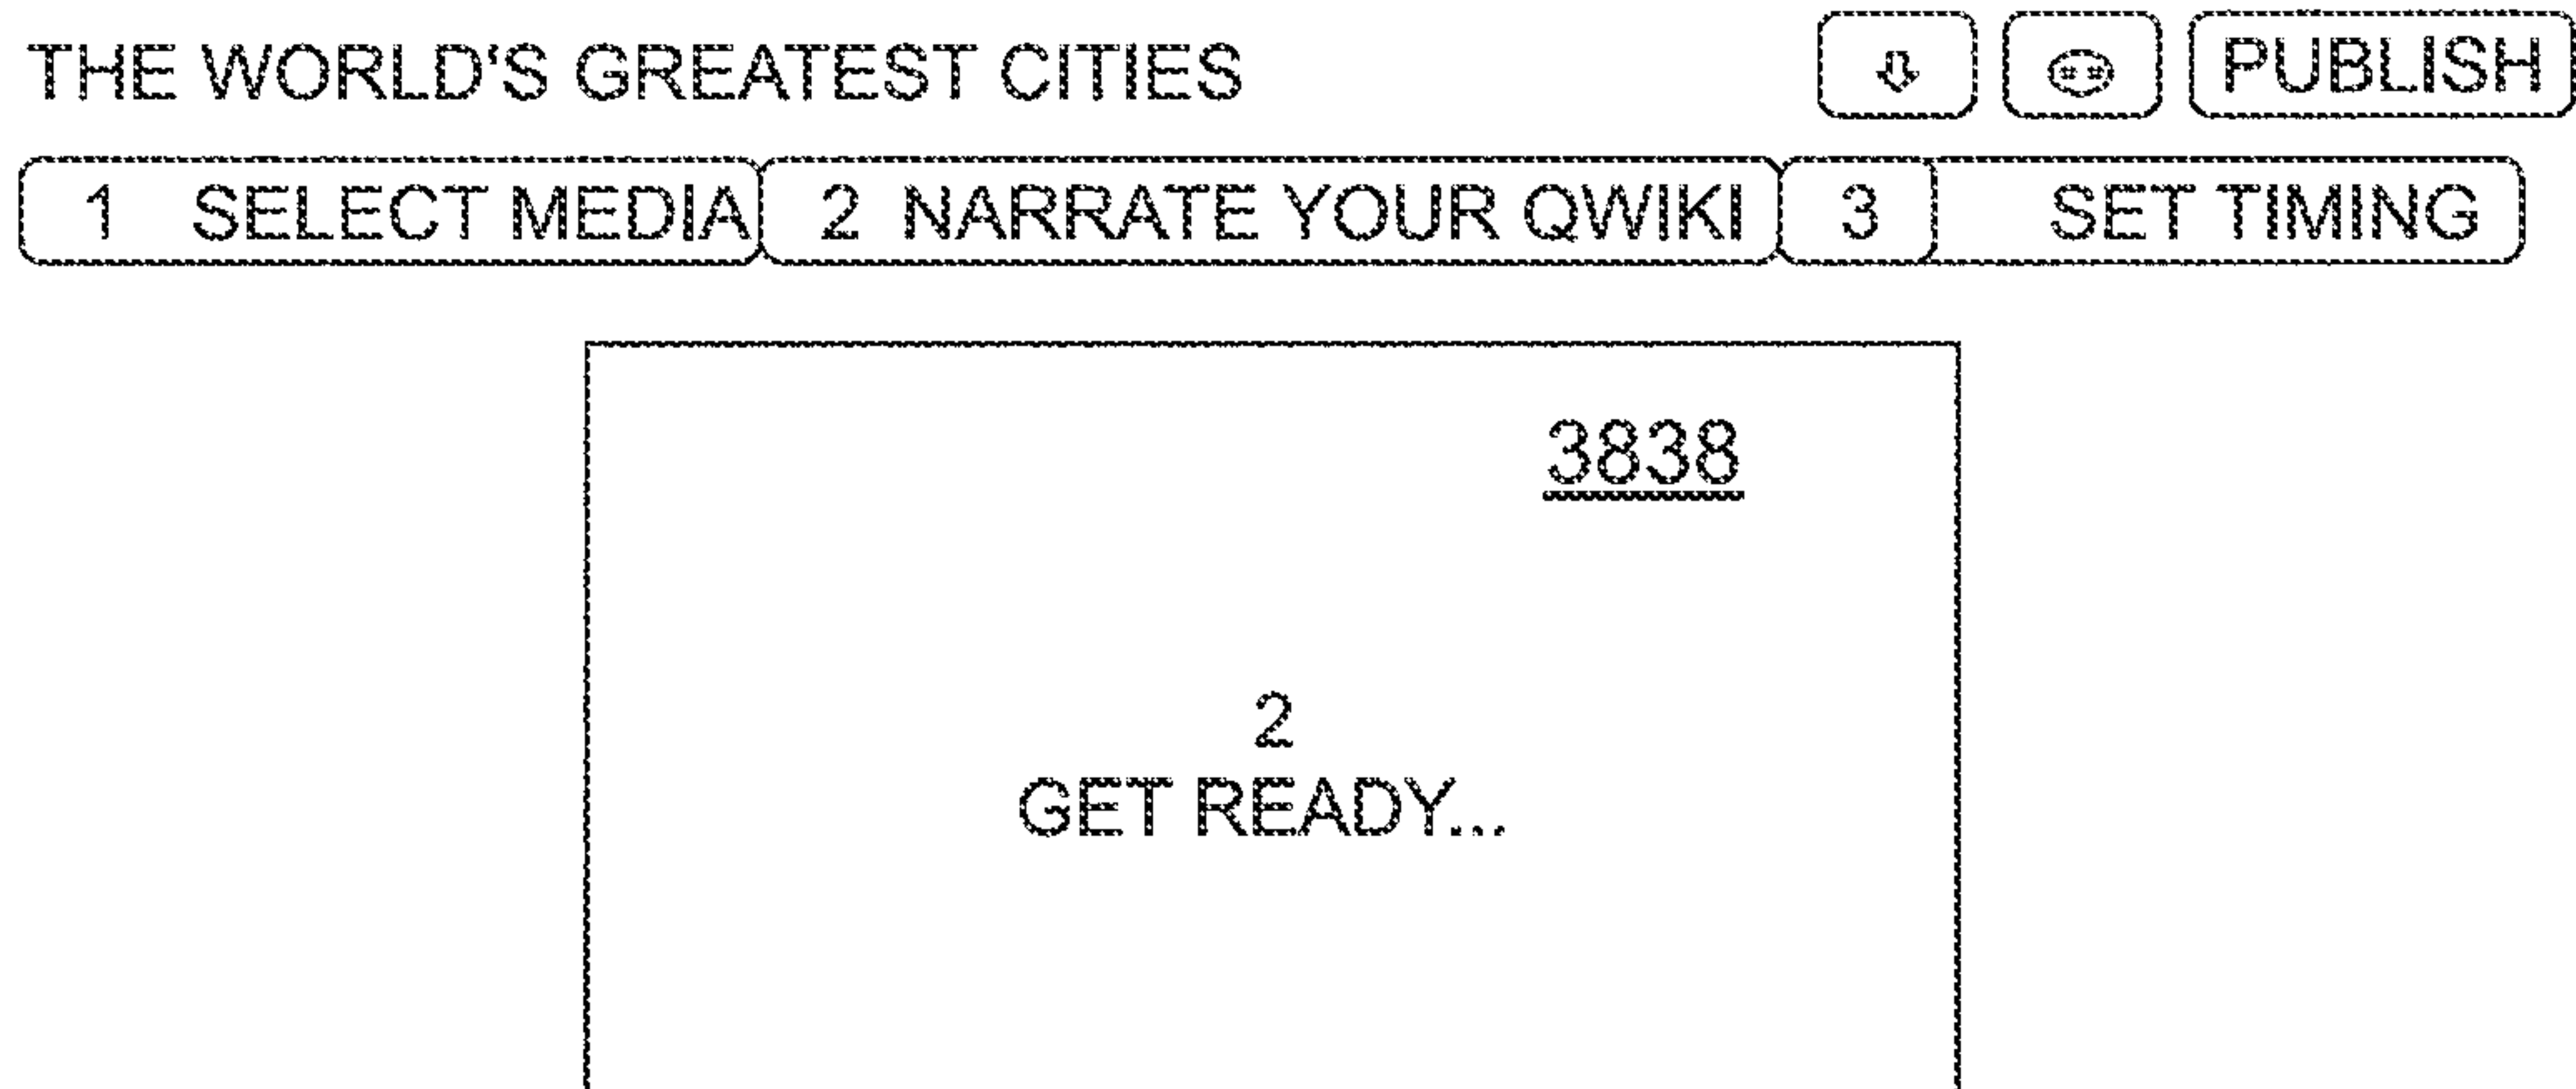 THE WORLD'S GREATEST CITIES PUBLISH
1 SELECT MEDIA 2 NARRATE YOUR QWIKI 3 SET TIMING
3838
2
GET READY...